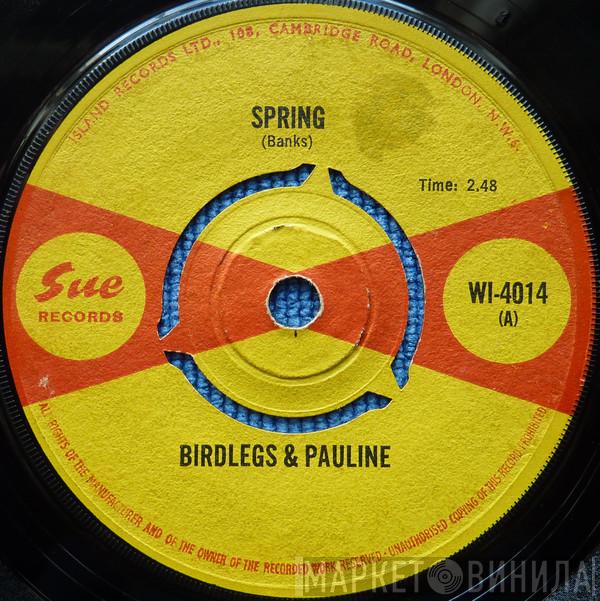 ISLAND RECORDS LTD., 108, CAMBRIDGE ROAD, LONDON, N.W.6.
SPRING
(Banks)
Time: 2.48
Sue
RECORDS
WI-4014
(A)
BIRDLEGS & PAULINE
ALL RIGHTS OF THE MANUFACTURER AND OF THE OWNER OF THE RECORDED WORK RESERVED · UNAUTHORISED COPYING OF THIS RECORD PROHIBITED
МАРКЕТ ВИНИЛА